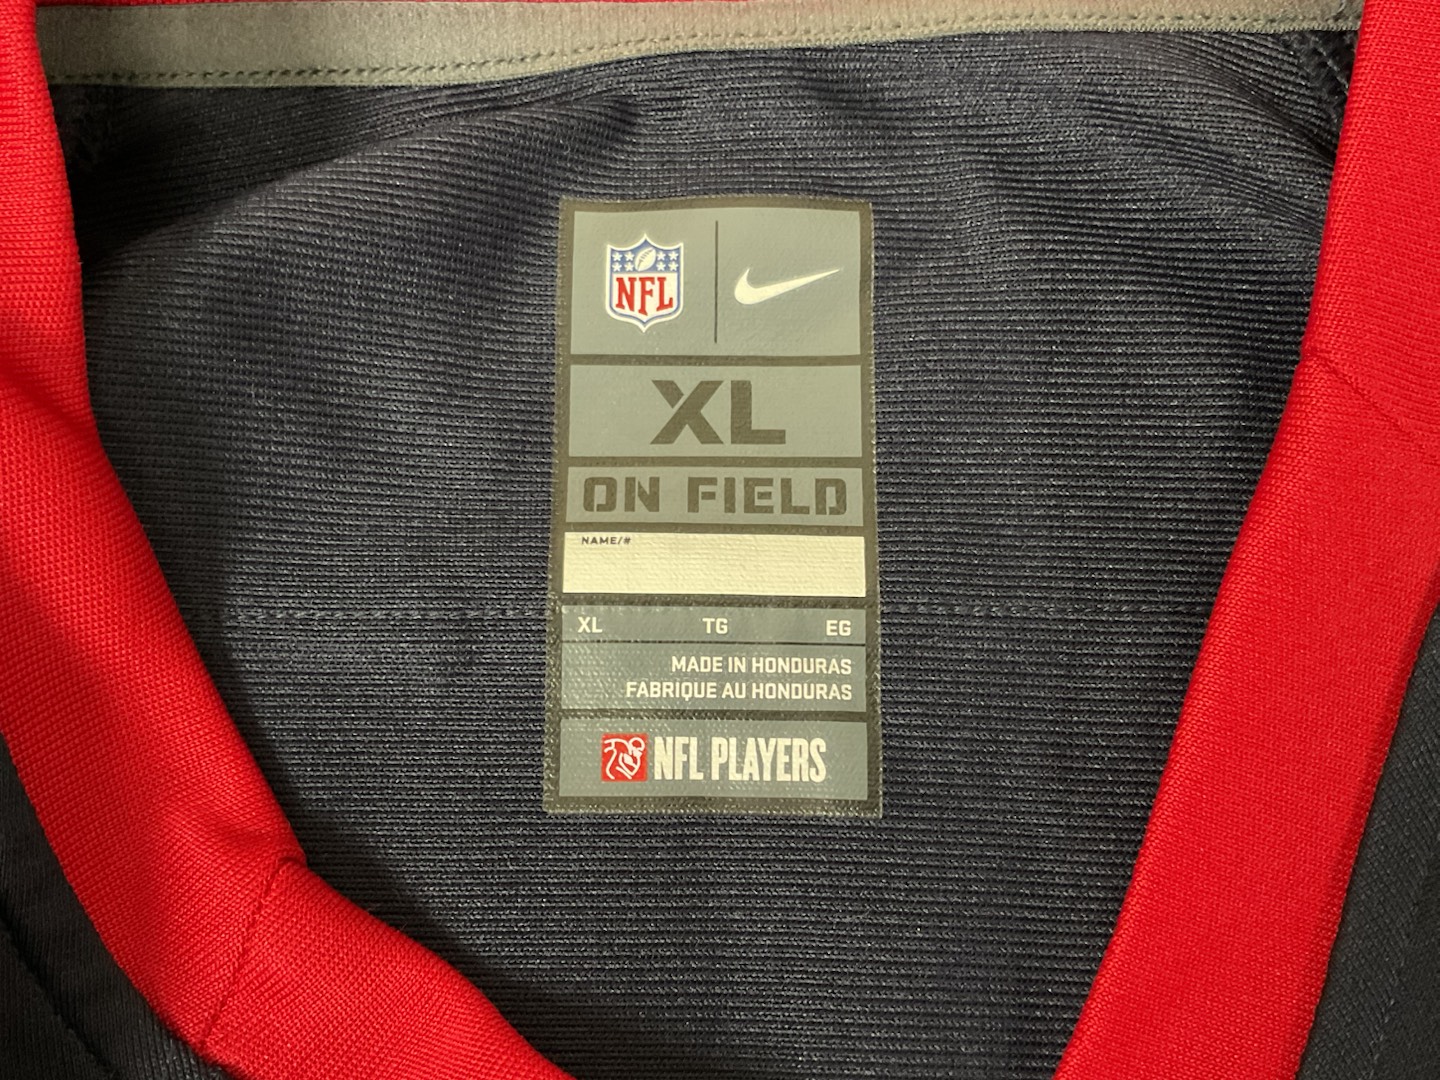 NFL
XL
ON FIELD
NAME/#
XL TG EG
MADE IN HONDURAS
FABRIQUE AU HONDURAS
NFL PLAYERS